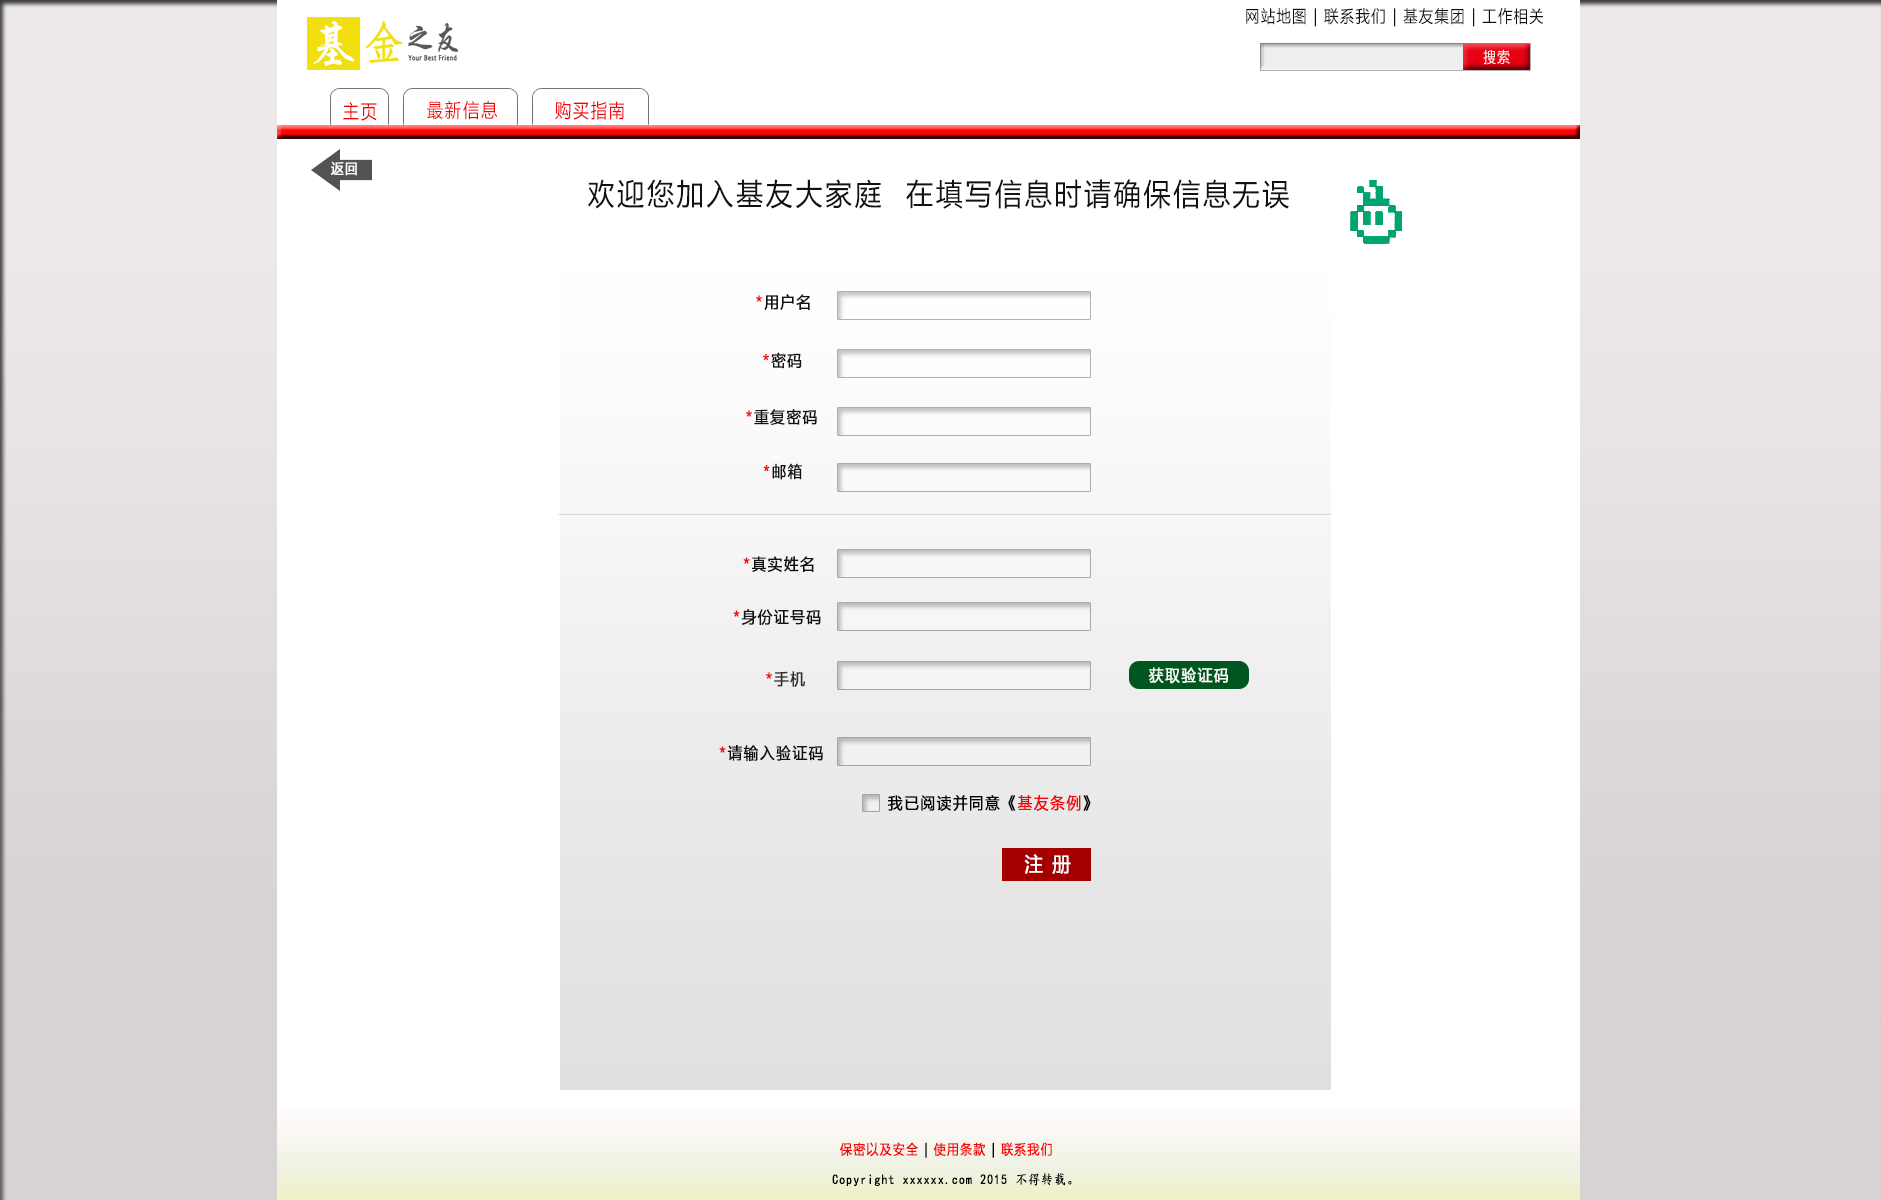 网站地图 | 联系我们 | 基友集团 | 工作相关
基金之友
Your Best Friend
搜索
主页 最新信息 购买指南
返回
欢迎您加入基友大家庭 在填写信息时请确保信息无误
*用户名
*密码
*重复密码
*邮箱
*真实姓名
*身份证号码
*手机 获取验证码
*请输入验证码
我已阅读并同意《基友条例》
注 册
保密以及安全 | 使用条款 | 联系我们
Copyright xxxxxx.com 2015 不得转载。